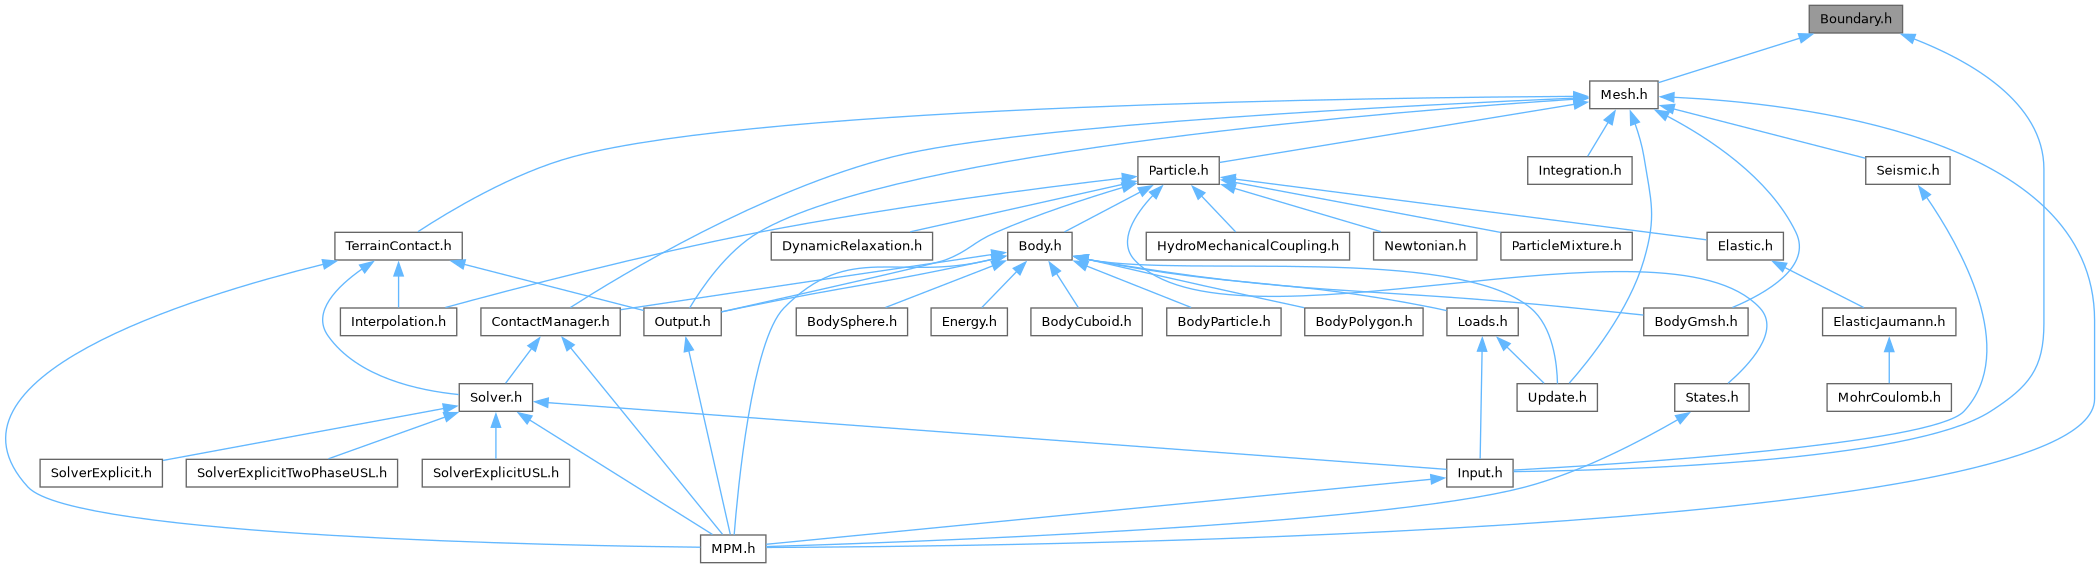 Boundary.h
Mesh.h
Particle.h
Integration.h
Seismic.h
TerrainContact.h
DynamicRelaxation.h
Body.h
HydroMechanicalCoupling.h
Newtonian.h
ParticleMixture.h
Elastic.h
Interpolation.h
ContactManager.h
Output.h
BodySphere.h
Energy.h
BodyCuboid.h
BodyParticle.h
BodyPolygon.h
Loads.h
BodyGmsh.h
ElasticJaumann.h
Solver.h
Update.h
States.h
MohrCoulomb.h
SolverExplicit.h
SolverExplicitTwoPhaseUSL.h
SolverExplicitUSL.h
Input.h
MPM.h